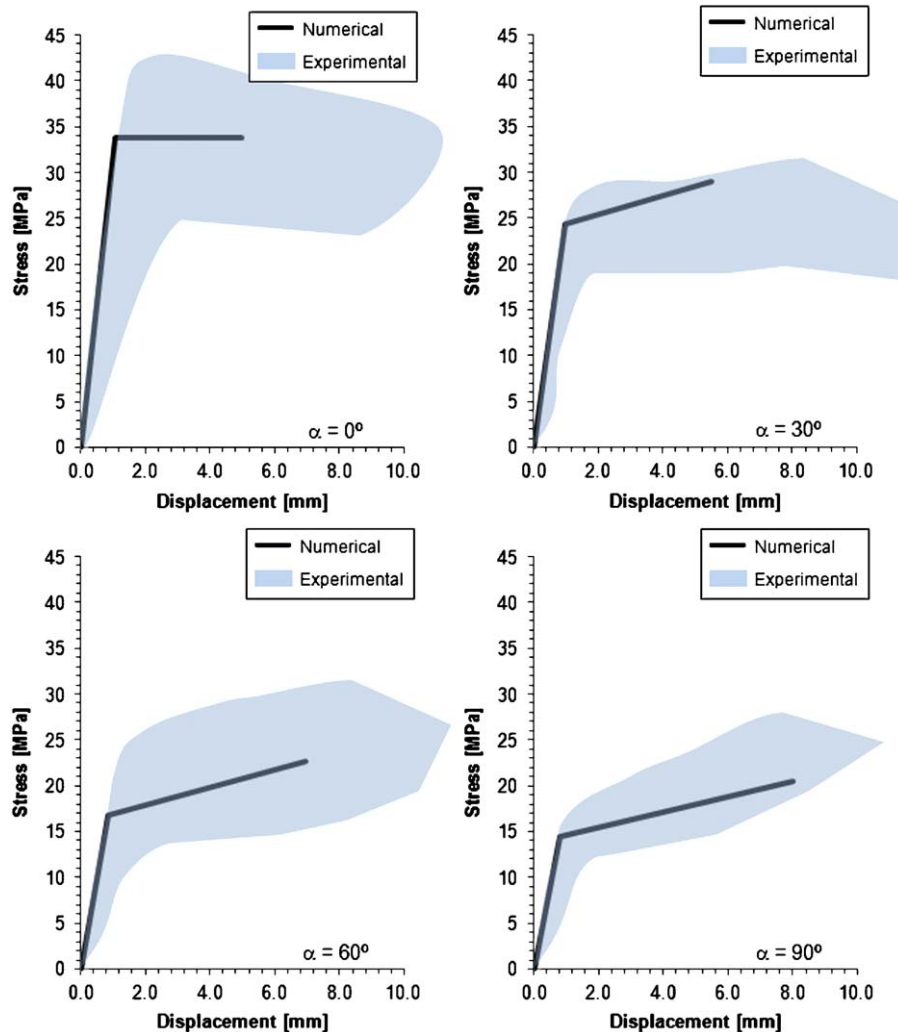 Numerical
Experimental
45
40
35
30
25
20
15
10
5
0
Stress [MPa]
α = 0º
0.0 2.0 4.0 6.0 8.0 10.0
Displacement [mm]
Numerical
Experimental
45
40
35
30
25
20
15
10
5
0
Stress [MPa]
α = 30º
0.0 2.0 4.0 6.0 8.0 10.0
Displacement [mm]
Numerical
Experimental
45
40
35
30
25
20
15
10
5
0
Stress [MPa]
α = 60º
0.0 2.0 4.0 6.0 8.0 10.0
Displacement [mm]
Numerical
Experimental
45
40
35
30
25
20
15
10
5
0
Stress [MPa]
α = 90º
0.0 2.0 4.0 6.0 8.0 10.0
Displacement [mm]